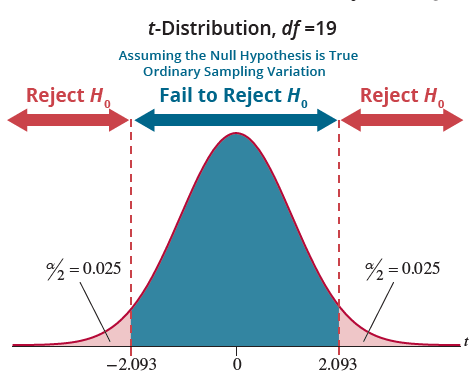 t-Distribution, df =19
Assuming the Null Hypothesis is True
Ordinary Sampling Variation
Reject H₀
Fail to Reject H₀
Reject H₀
α/2 = 0.025
α/2 = 0.025
t
−2.093
0
2.093